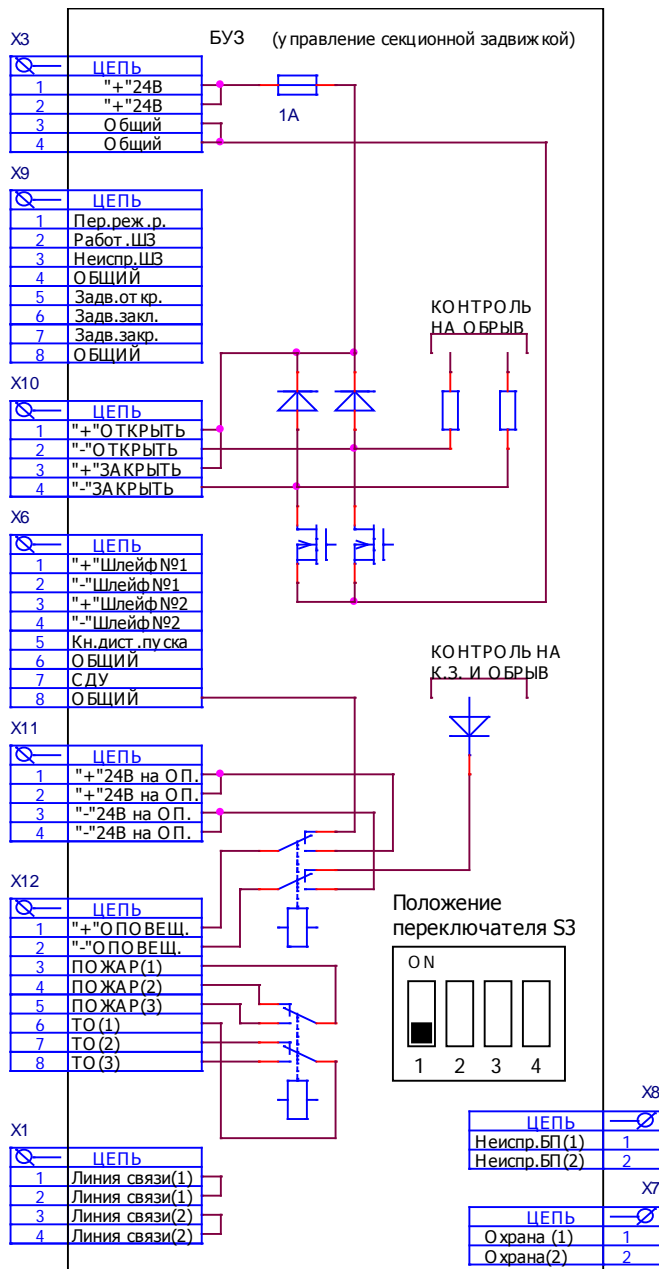 БУЗ (управление секционной задвижкой)
X3
ЦЕПЬ
1 "+"24В
2 "+"24В
3 Общий
4 Общий
1А
X9
ЦЕПЬ
1 Пер.реж.р.
2 Работ.ШЗ
3 Неиспр.ШЗ
4 ОБЩИЙ
5 Задв.откр.
6 Задв.закл.
7 Задв.закр.
8 ОБЩИЙ
КОНТРОЛЬ
НА ОБРЫВ
X10
ЦЕПЬ
1 "+"ОТКРЫТЬ
2 "-"ОТКРЫТЬ
3 "+"ЗАКРЫТЬ
4 "-"ЗАКРЫТЬ
X6
ЦЕПЬ
1 "+"Шлейф№1
2 "-"Шлейф№1
3 "+"Шлейф№2
4 "-"Шлейф№2
5 Кн.дист.пуска
6 ОБЩИЙ
7 СДУ
8 ОБЩИЙ
КОНТРОЛЬ НА
К.З. И ОБРЫВ
X11
ЦЕПЬ
1 "+"24В на ОП.
2 "+"24В на ОП.
3 "-"24В на ОП.
4 "-"24В на ОП.
X12
ЦЕПЬ
1 "+"ОПОВЕЩ.
2 "-"ОПОВЕЩ.
3 ПОЖАР(1)
4 ПОЖАР(2)
5 ПОЖАР(3)
6 ТО(1)
7 ТО(2)
8 ТО(3)
Положение
переключателя S3
ON
1 2 3 4
X1
ЦЕПЬ
1 Линия связи(1)
2 Линия связи(1)
3 Линия связи(2)
4 Линия связи(2)
X8
ЦЕПЬ
Неиспр.БП(1) 1
Неиспр.БП(2) 2
X7
ЦЕПЬ
Охрана (1) 1
Охрана(2) 2